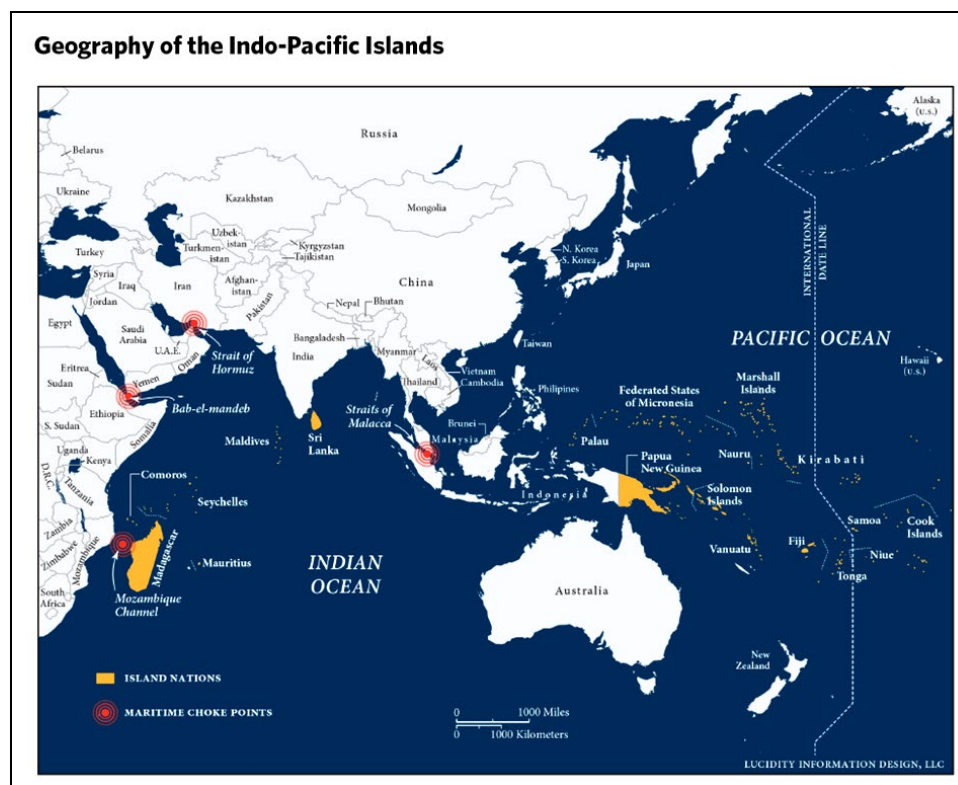 Geography of the Indo-Pacific Islands
Alaska
(U.S.)
Russia
Belarus
Ukraine
Kazakhstan
Mongolia
Uzbek-
istan
Turkmen-
istan
Kyrgyzstan
Tajikistan
Turkey
Syria
Iraq
Iran
Afghan-
istan
Jordan
Pakistan
China
N. Korea
S. Korea
Japan
INTERNATIONAL
DATE LINE
Nepal
Bhutan
Egypt
Saudi
Arabia
U.A.E.
Oman
Strait of
Hormuz
Bangladesh
India
Myanmar
Laos
Taiwan
PACIFIC OCEAN
Hawaii
(U.S.)
Eritrea
Sudan
Yemen
Bab-el-mandeb
Thailand
Vietnam
Cambodia
Philipines
Ethiopia
S. Sudan
Somalia
Straits of
Malacca
Brunei
Malaysia
Federated States
of Micronesia
Marshall
Islands
Maldives
Sri
Lanka
Palau
Nauru
Kirabati
Uganda
Kenya
D.R.C.
Tanzania
Comoros
Seychelles
Indonesia
Papua
New Guinea
Solomon
Islands
Samoa
Cook
Islands
Zambia
Zimbabwe
Mozambique
Madagascar
Mauritius
INDIAN
OCEAN
Vanuatu
Fiji
Niue
Tonga
South
Africa
Mozambique
Channel
Australia
New
Zealand
ISLAND NATIONS
MARITIME CHOKE POINTS
0 1000 Miles
0 1000 Kilometers
LUCIDITY INFORMATION DESIGN, LLC